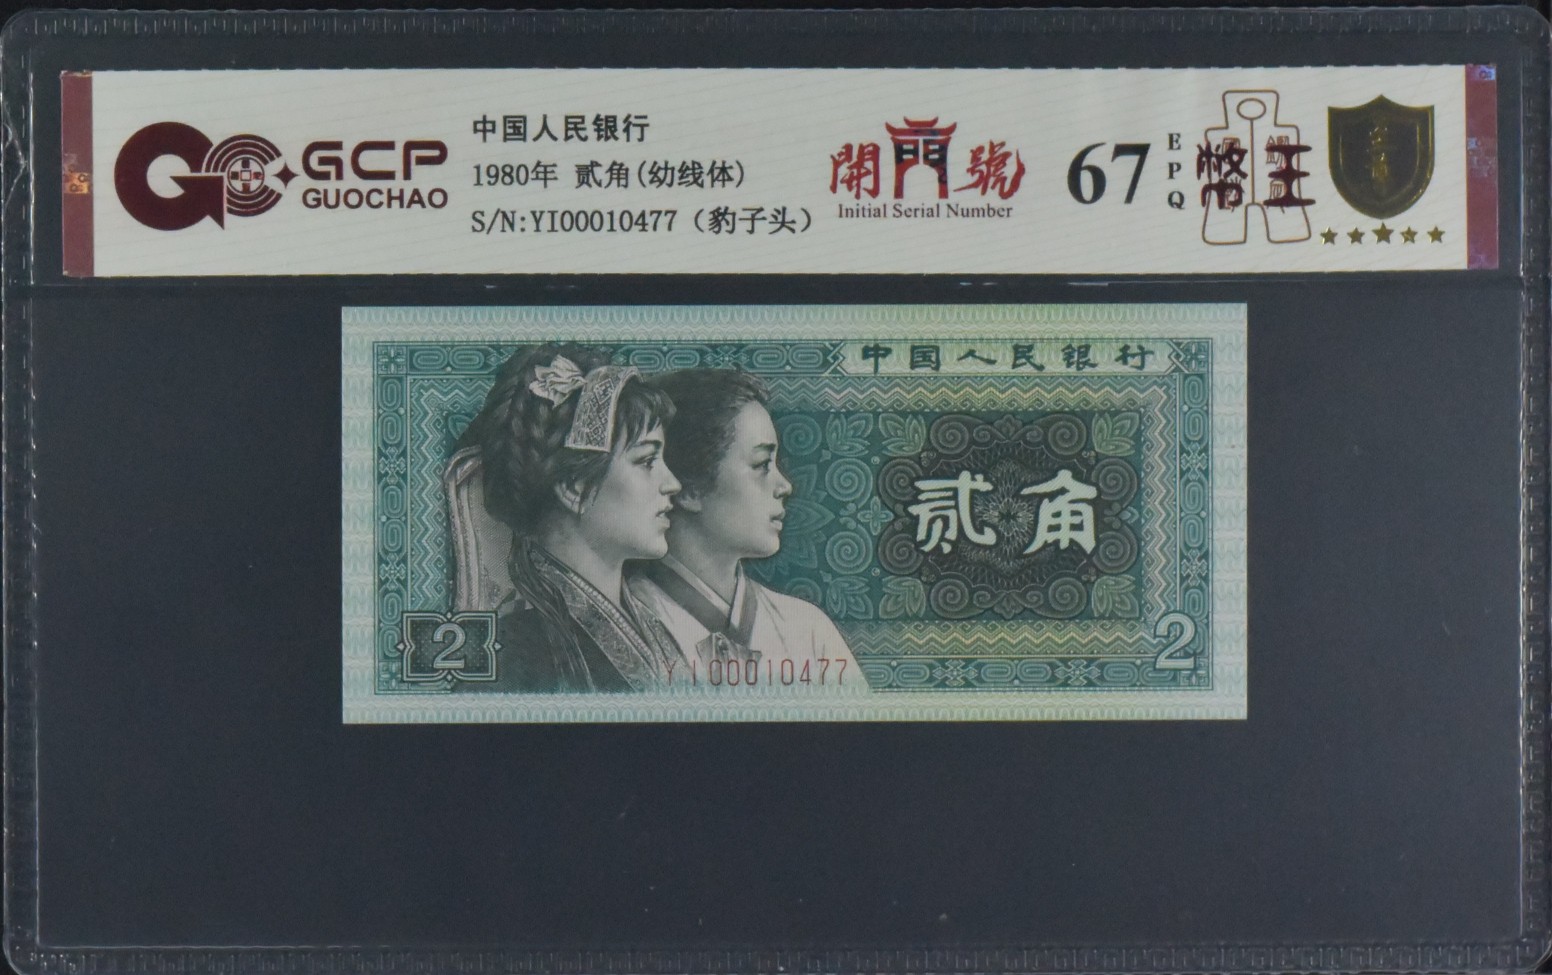 GCP
GUOCHAO
中国人民银行
1980年 贰角(幼线体)
S/N:YI00010477（豹子头）
開門號
Initial Serial Number
67
EPQ
中国人民银行
贰角
2
2
YI00010477